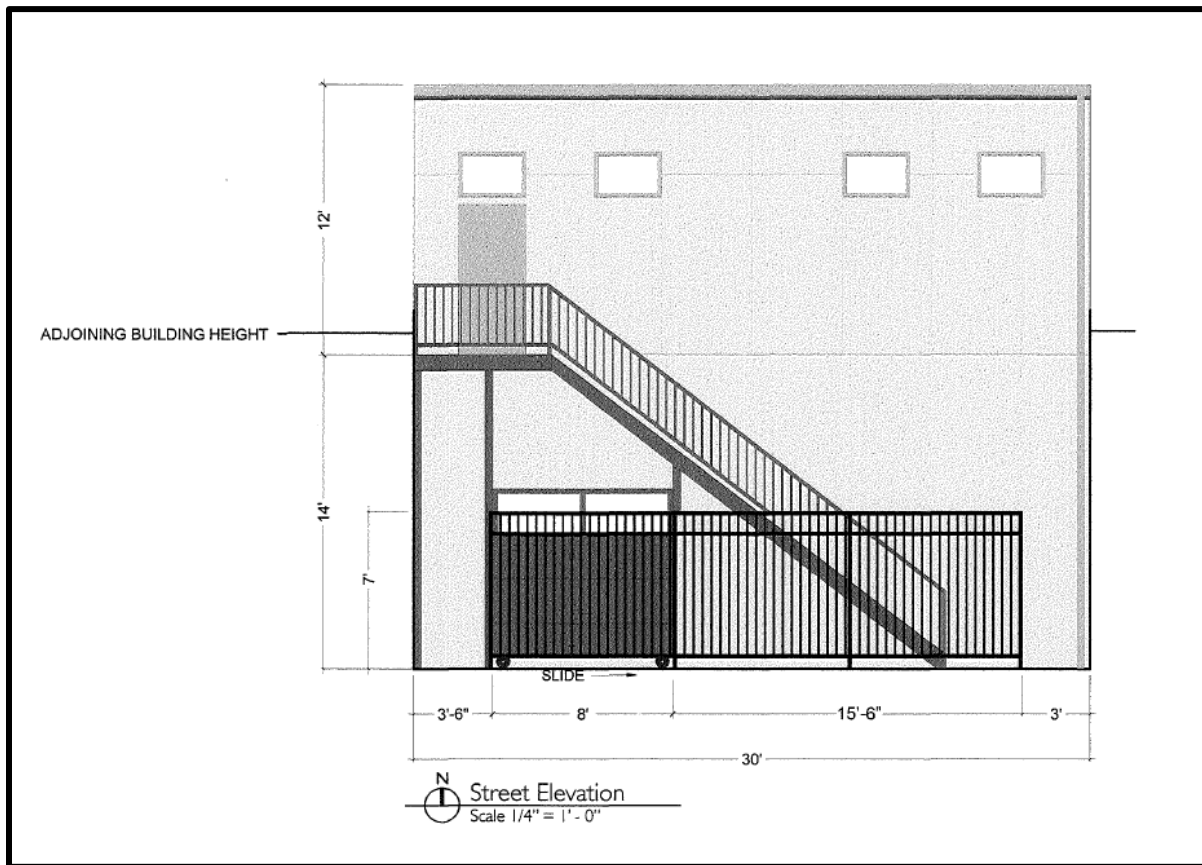 12'
ADJOINING BUILDING HEIGHT
14'
7'
SLIDE
3'-6"
8'
15'-6"
3'
30'
N
Street Elevation
Scale 1/4" = 1' - 0"